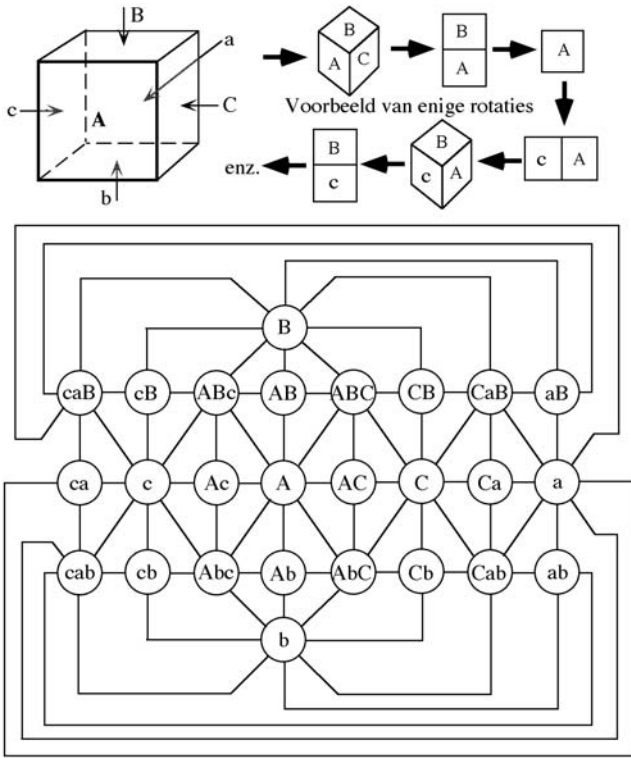 B
a
c
A
C
b
B
A C
B
A
A
Voorbeeld van enige rotaties
enz.
B
c
B
c A
c A
B
caB cB ABc AB ABC CB CaB aB
ca c Ac A AC C Ca a
cab cb Abc Ab AbC Cb Cab ab
b